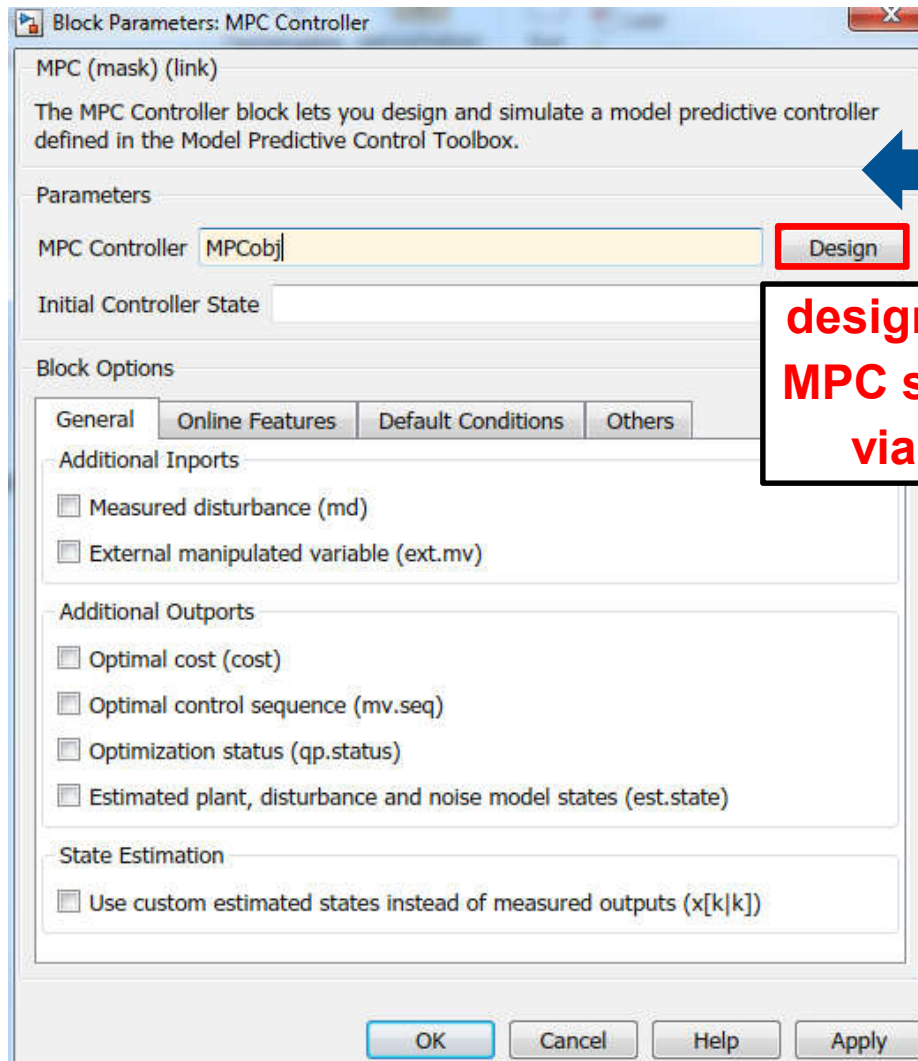 Block Parameters: MPC Controller
X
MPC (mask) (link)
The MPC Controller block lets you design and simulate a model predictive controller
defined in the Model Predictive Control Toolbox.
Parameters
MPC Controller MPCobj Design
Initial Controller State
MPC
via
Block Options
General Online Features Default Conditions Others
Additional Inports
Measured disturbance (md)
External manipulated variable (ext.mv)
Additional Outports
Optimal cost (cost)
Optimal control sequence (mv.seq)
Optimization status (qp.status)
Estimated plant, disturbance and noise model states (est.state)
State Estimation
Use custom estimated states instead of measured outputs (x[k|k])
OK Cancel Help Apply